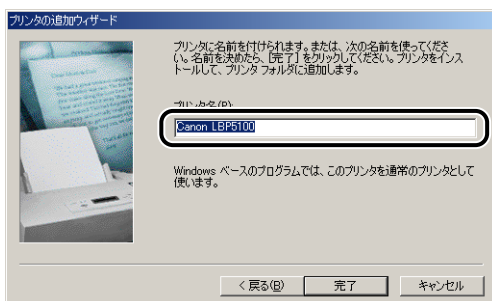 プリンタの追加ウィザード
プリンタに名前を付けられます。または、次の名前を使ってくださ
い。名前を決めたら、[完了] をクリックしてください。プリンタをインス
トールして、プリンタ フォルダに追加します。
プリンタ名(P):
Canon LBP5100
Windows ベースのプログラムでは、このプリンタを通常のプリンタとして
使います。
< 戻る(B)
完了
キャンセル